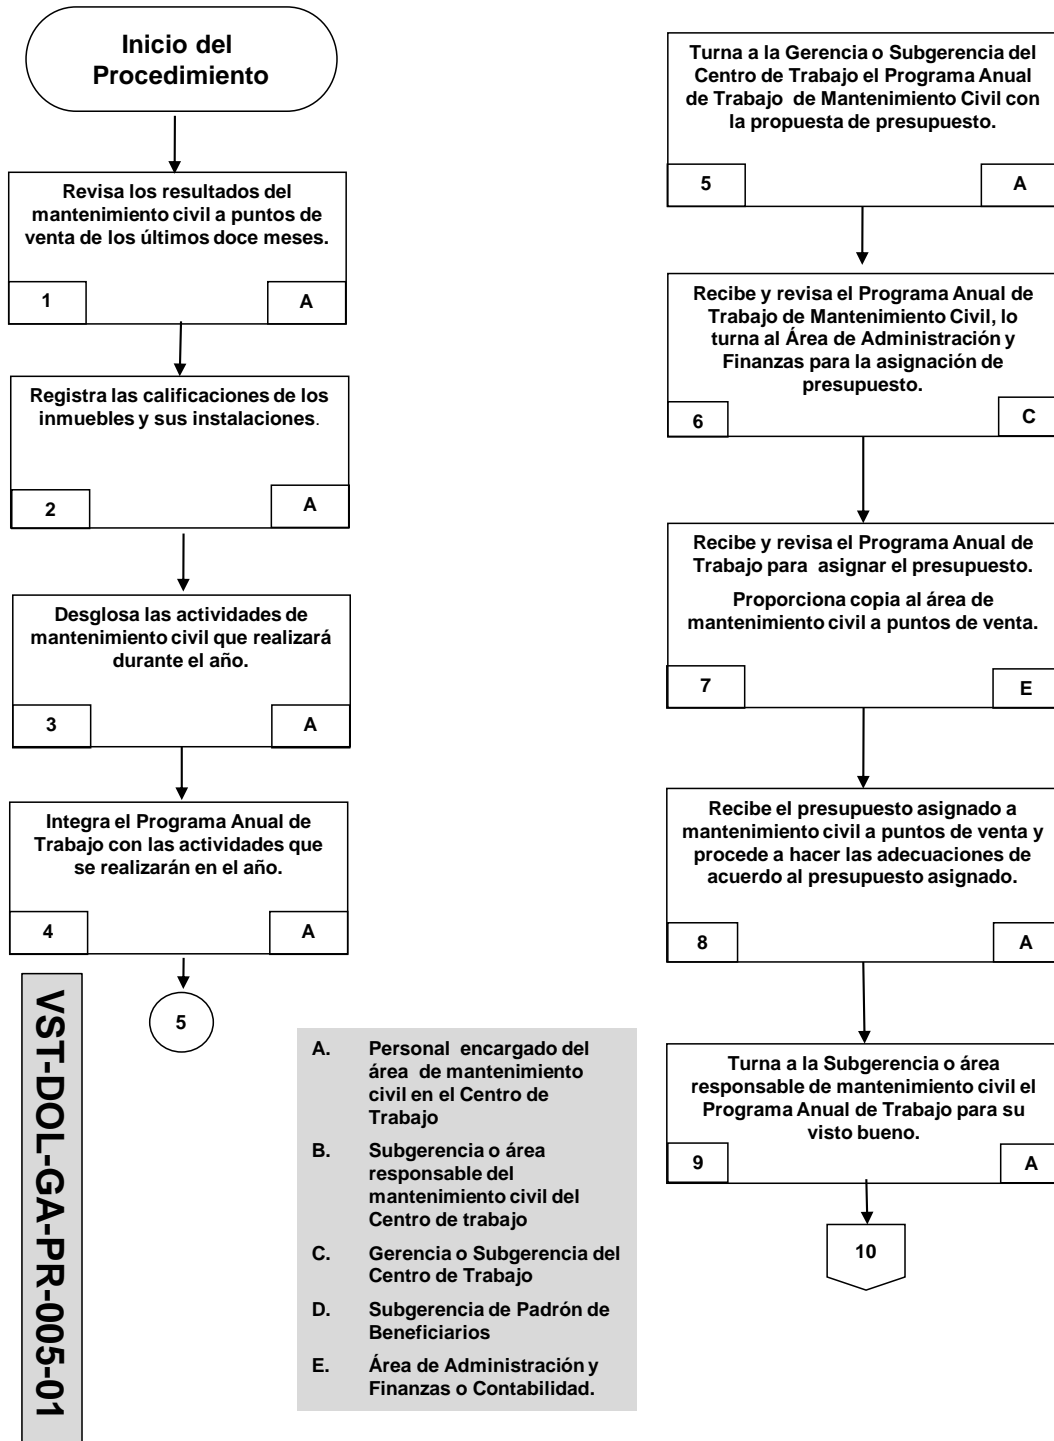 Inicio del
Procedimiento
Revisa los resultados del
mantenimiento civil a puntos de
venta de los últimos doce meses.
1
A
Registra las calificaciones de los
inmuebles y sus instalaciones.
2
A
Desglosa las actividades de
mantenimiento civil que realizará
durante el año.
3
A
Integra el Programa Anual de
Trabajo con las actividades que
se realizarán en el año.
4
A
5
VST-DOL-GA-PR-005-01
A. Personal encargado del
área de mantenimiento
civil en el Centro de
Trabajo
B. Subgerencia o área
responsable del
mantenimiento civil del
Centro de trabajo
C. Gerencia o Subgerencia del
Centro de Trabajo
D. Subgerencia de Padrón de
Beneficiarios
E. Área de Administración y
Finanzas o Contabilidad.
Turna a la Gerencia o Subgerencia del
Centro de Trabajo el Programa Anual
de Trabajo de Mantenimiento Civil con
la propuesta de presupuesto.
5
A
Recibe y revisa el Programa Anual de
Trabajo de Mantenimiento Civil, lo
turna al Área de Administración y
Finanzas para la asignación de
presupuesto.
6
C
Recibe y revisa el Programa Anual de
Trabajo para asignar el presupuesto.
Proporciona copia al área de
mantenimiento civil a puntos de venta.
7
E
Recibe el presupuesto asignado a
mantenimiento civil a puntos de venta y
procede a hacer las adecuaciones de
acuerdo al presupuesto asignado.
8
A
Turna a la Subgerencia o área
responsable de mantenimiento civil el
Programa Anual de Trabajo para su
visto bueno.
9
A
10